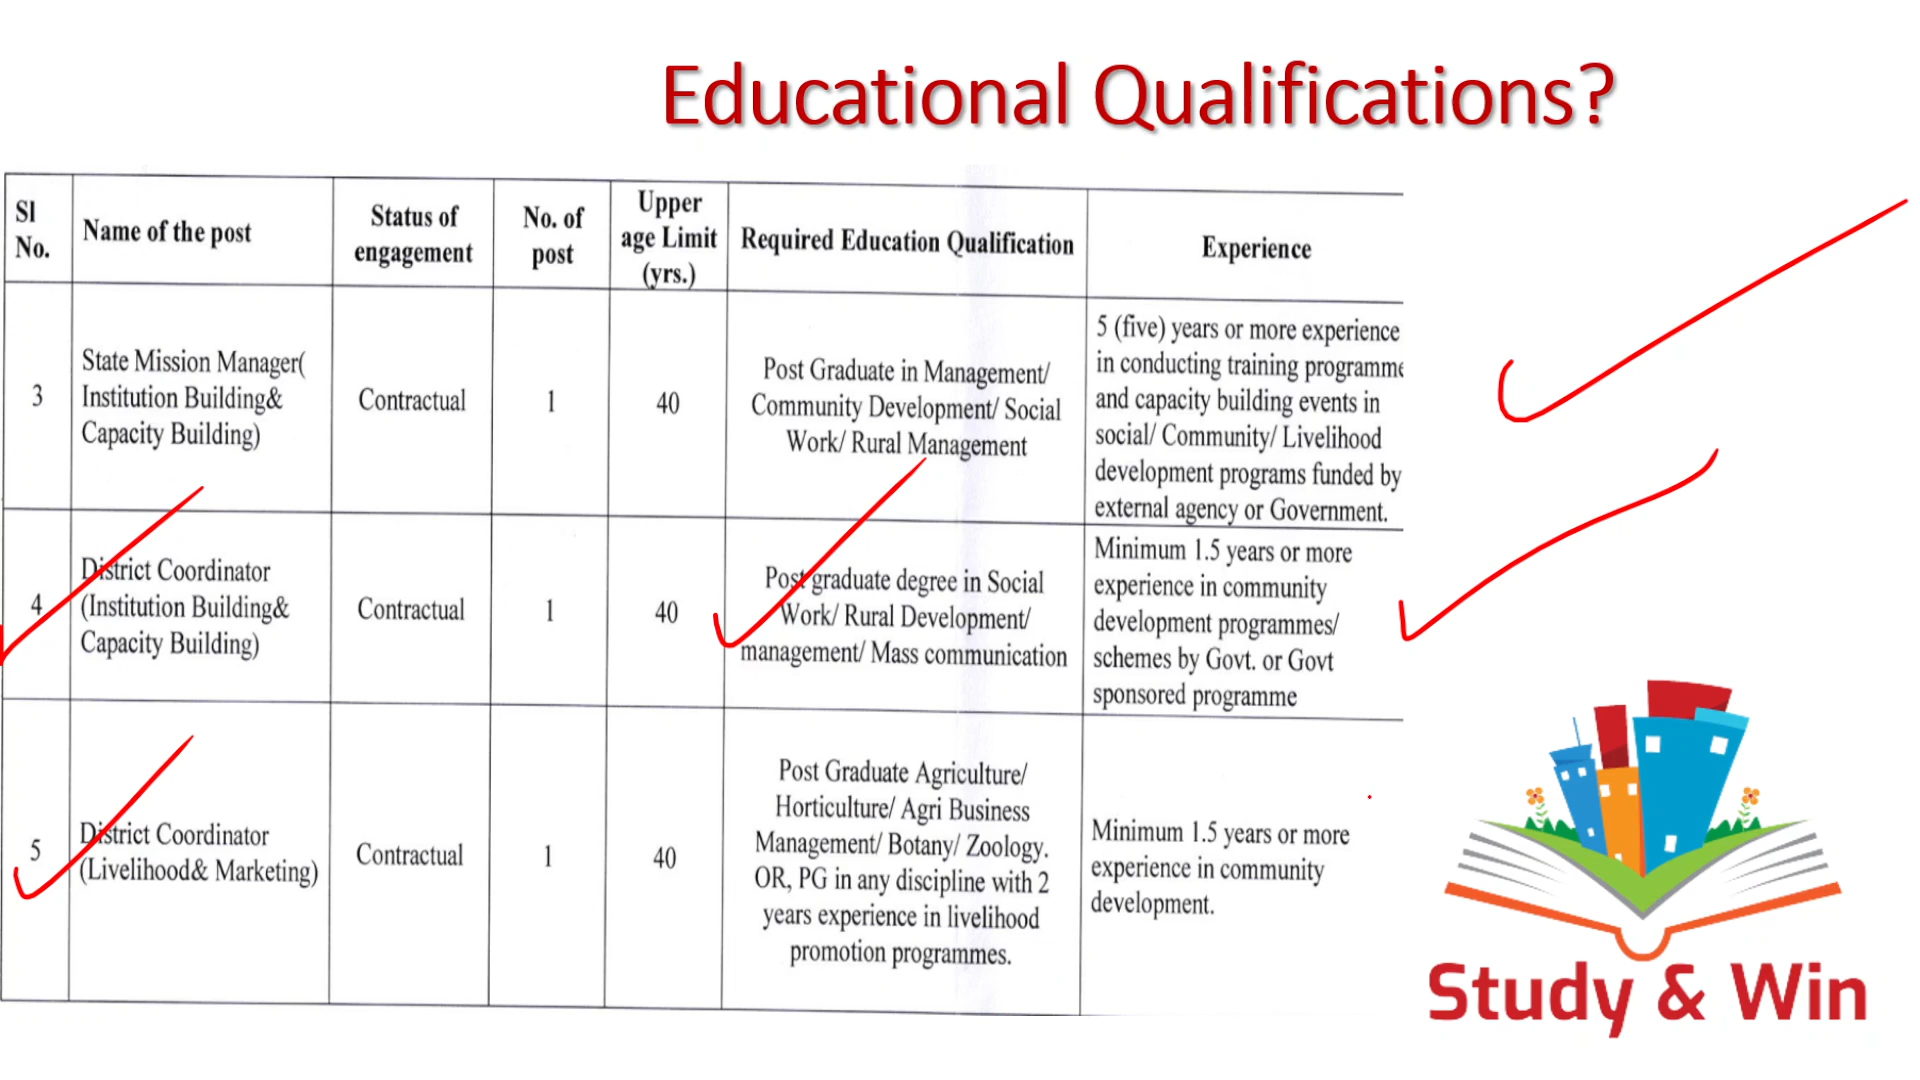 Educational Qualifications?
Sl
No.
Name of the post
Status of
engagement
No. of
post
Upper
age Limit
(yrs.)
Required Education Qualification
Experience
3
State Mission Manager(
Institution Building&
Capacity Building)
Contractual
1
40
Post Graduate in Management/
Community Development/ Social
Work/ Rural Management
5 (five) years or more experience
in conducting training programme
and capacity building events in
social/ Community/ Livelihood
development programs funded by
external agency or Government.
4
District Coordinator
(Institution Building&
Capacity Building)
Contractual
1
40
Post graduate degree in Social
Work/ Rural Development/
management/ Mass communication
Minimum 1.5 years or more
experience in community
development programmes/
schemes by Govt. or Govt
sponsored programme
5
District Coordinator
(Livelihood& Marketing)
Contractual
1
40
Post Graduate Agriculture/
Horticulture/ Agri Business
Management/ Botany/ Zoology.
OR, PG in any discipline with 2
years experience in livelihood
promotion programmes.
Minimum 1.5 years or more
experience in community
development.
Study & Win